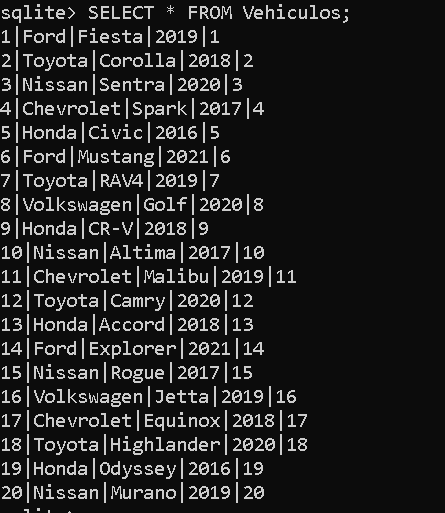 sqlite> SELECT * FROM Vehiculos;
1|Ford|Fiesta|2019|1
2|Toyota|Corolla|2018|2
3|Nissan|Sentra|2020|3
4|Chevrolet|Spark|2017|4
5|Honda|Civic|2016|5
6|Ford|Mustang|2021|6
7|Toyota|RAV4|2019|7
8|Volkswagen|Golf|2020|8
9|Honda|CR-V|2018|9
10|Nissan|Altima|2017|10
11|Chevrolet|Malibu|2019|11
12|Toyota|Camry|2020|12
13|Honda|Accord|2018|13
14|Ford|Explorer|2021|14
15|Nissan|Rogue|2017|15
16|Volkswagen|Jetta|2019|16
17|Chevrolet|Equinox|2018|17
18|Toyota|Highlander|2020|18
19|Honda|Odyssey|2016|19
20|Nissan|Murano|2019|20